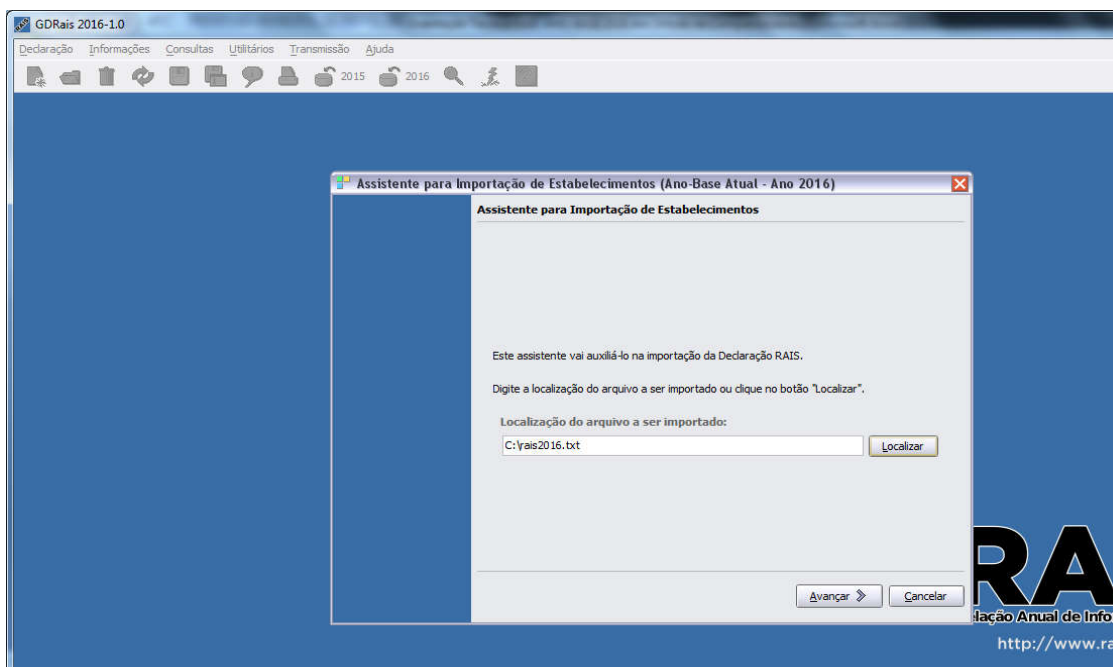 GDRais 2016-1.0
Declaração Informações Consultas Utilitários Transmissão Ajuda
2015 2016
Assistente para Importação de Estabelecimentos (Ano-Base Atual - Ano 2016)
Assistente para Importação de Estabelecimentos
Este assistente vai auxiliá-lo na importação da Declaração RAIS.
Digite a localização do arquivo a ser importado ou clique no botão "Localizar".
Localização do arquivo a ser importado:
C:\rais2016.txt Localizar
Avançar Cancelar
RA
lação Anual de Info
http://www.ra